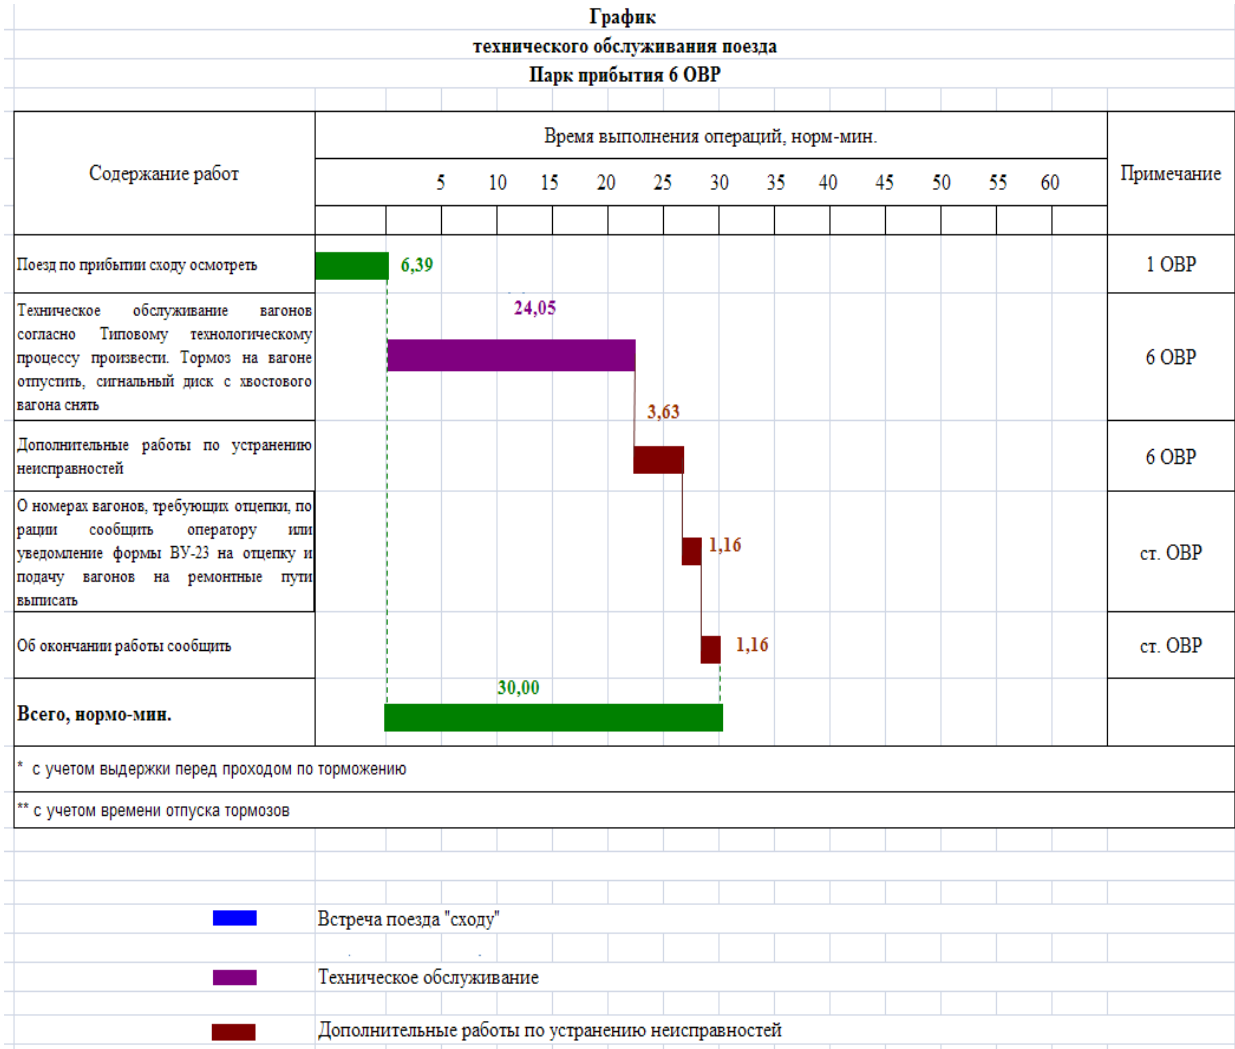 График
технического обслуживания поезда
Парк прибытия 6 ОВР
Содержание работ
Время выполнения операций, норм-мин.
Примечание
5 10 15 20 25 30 35 40 45 50 55 60
Поезд по прибытии сходу осмотреть
6,39
1 ОВР
Техническое обслуживание вагонов
согласно Типовому технологическому
процессу произвести. Тормоз на вагоне
отпустить, сигнальный диск с хвостового
вагона снять
24,05
6 ОВР
Дополнительные работы по устранению
неисправностей
3,63
6 ОВР
О номерах вагонов, требующих отцепки, по
рации сообщить оператору или
уведомление формы ВУ-23 на отцепку и
подачу вагонов на ремонтные пути
выписать
1,16
ст. ОВР
Об окончании работы сообщить
1,16
ст. ОВР
Всего, нормо-мин.
30,00
* с учетом выдержки перед проходом по торможению
** с учетом времени отпуска тормозов
Встреча поезда "сходу"
Техническое обслуживание
Дополнительные работы по устранению неисправностей